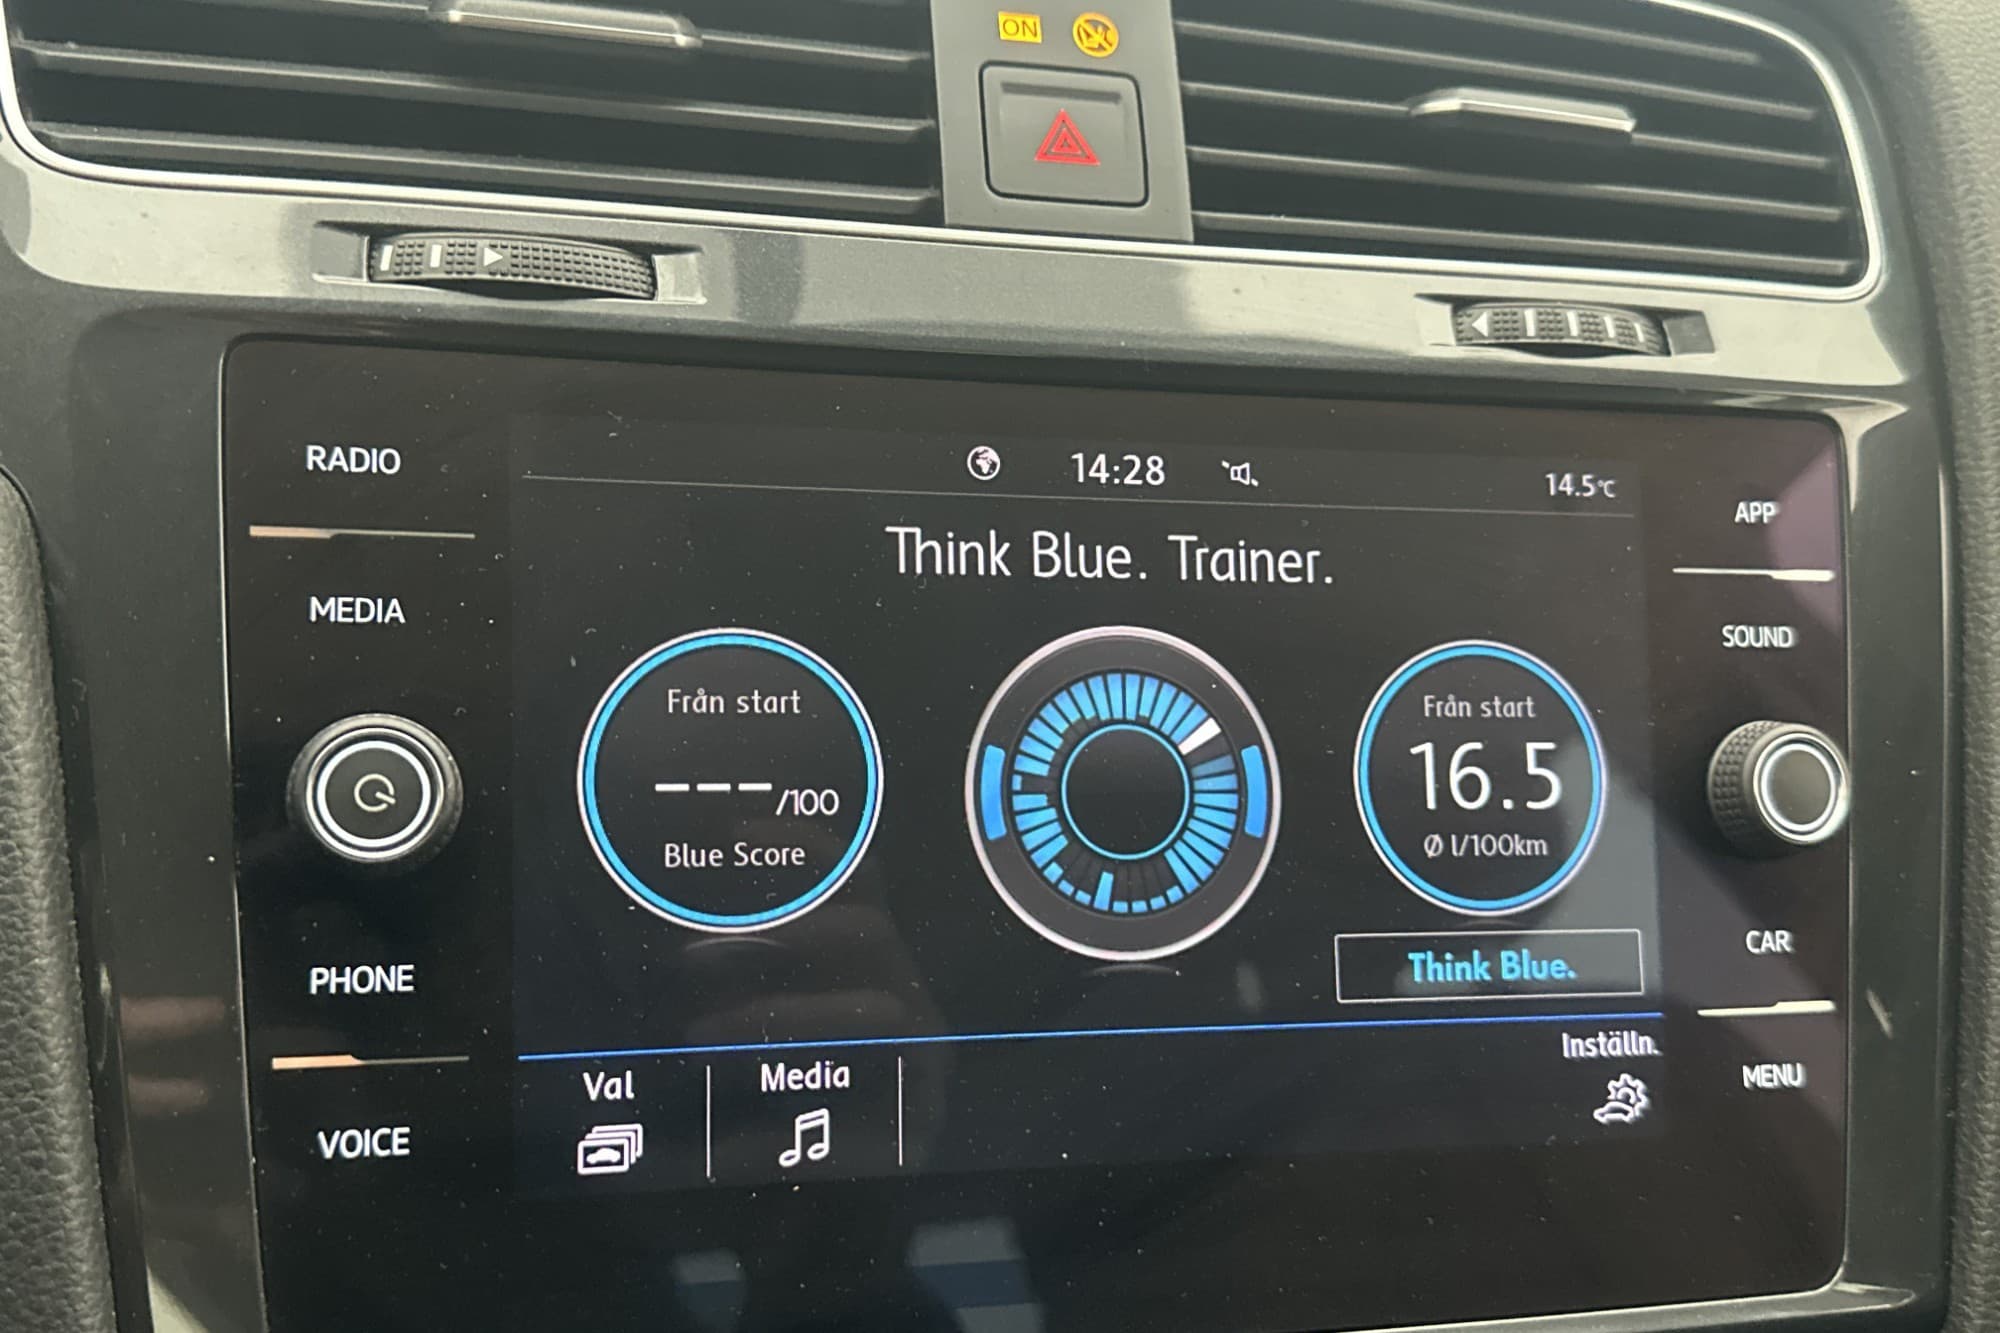 ON
RADIO
MEDIA
PHONE
VOICE
14:28
14.5°C
Think Blue. Trainer.
Från start
---/100
Blue Score
Från start
16.5
Ø l/100km
Think Blue.
Val
Media
Inställn.
APP
SOUND
CAR
MENU